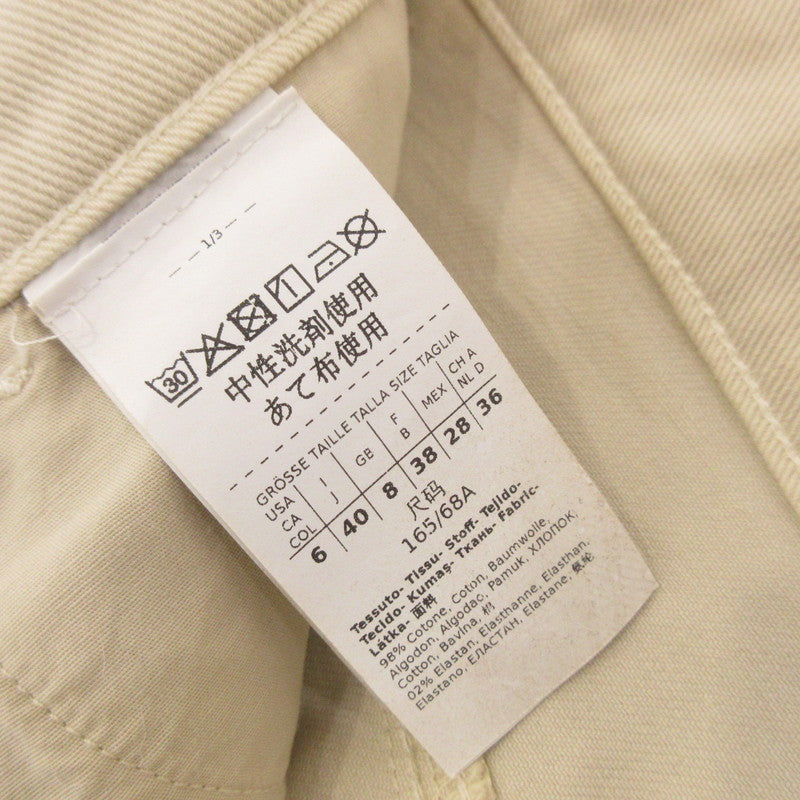 1/3
30
中性洗剤使用
あて布使用
GRÖSSE TAILLE TALLA SIZE TAGLIA
USA CA COL I J GB F B MEX CH A NL D
6 40 8 38 28 36
尺码
165/68A
Tessuto- Tissu- Stoff- Tejido-
Tecido- Kumaş- Ткань- Fabric-
Látka- 面料
98% Cotone, Coton, Baumwolle,
Algodon, Algodao, Pamuk, ХЛОПОК,
Cotton, Bavlna, 棉
02% Elastan, Elasthanne, Elasthan,
Elastano, ЕЛАСТАН, Elastane, 氨纶